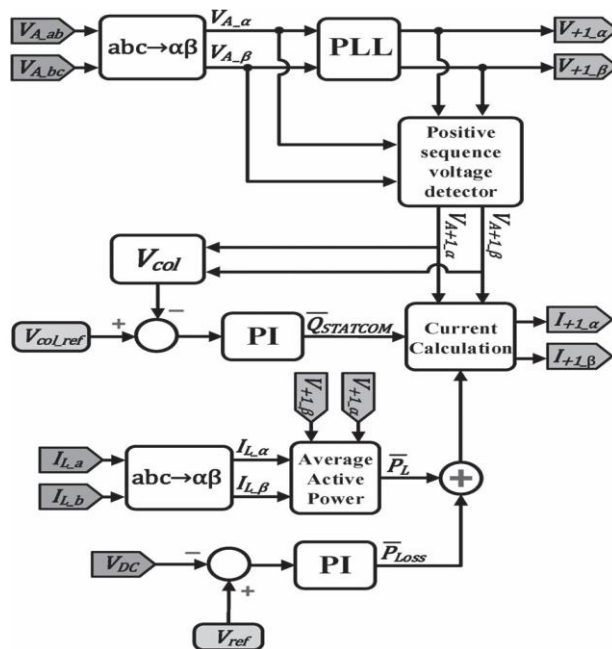 V_A_ab
abc→αβ
V_A_α
PLL
V_+1_α
V_A_bc
V_A_β
V_+1_β
Positive
sequence
voltage
detector
V_A+1_α
V_A+1_β
V_col
+
−
V_col_ref
PI
Q̅_STATCOM
Current
Calculation
I_+1_α
I_+1_β
V_+1_β
V_+1_α
I_L_a
abc→αβ
I_L_α
I_L_b
I_L_β
Average
Active
Power
P̅_L
+
V_DC
−
+
PI
P̅_Loss
V_ref